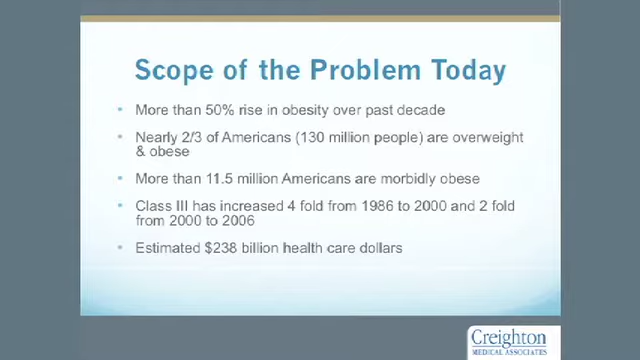 Scope of the Problem Today
• More than 50% rise in obesity over past decade
• Nearly 2/3 of Americans (130 million people) are overweight
& obese
• More than 11.5 million Americans are morbidly obese
• Class III has increased 4 fold from 1986 to 2000 and 2 fold
from 2000 to 2006
• Estimated $238 billion health care dollars
Creighton
MEDICAL ASSOCIATES